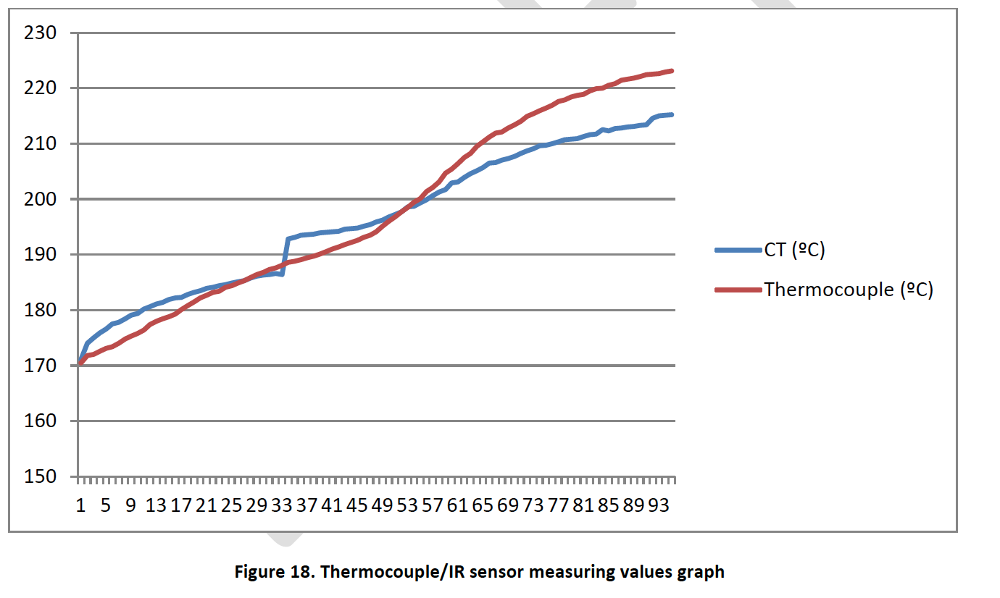 230
220
210
200
190
180
170
160
150
1 5 9 13 17 21 25 29 33 37 41 45 49 53 57 61 65 69 73 77 81 85 89 93
CT (ºC)
Thermocouple (ºC)
Figure 18. Thermocouple/IR sensor measuring values graph